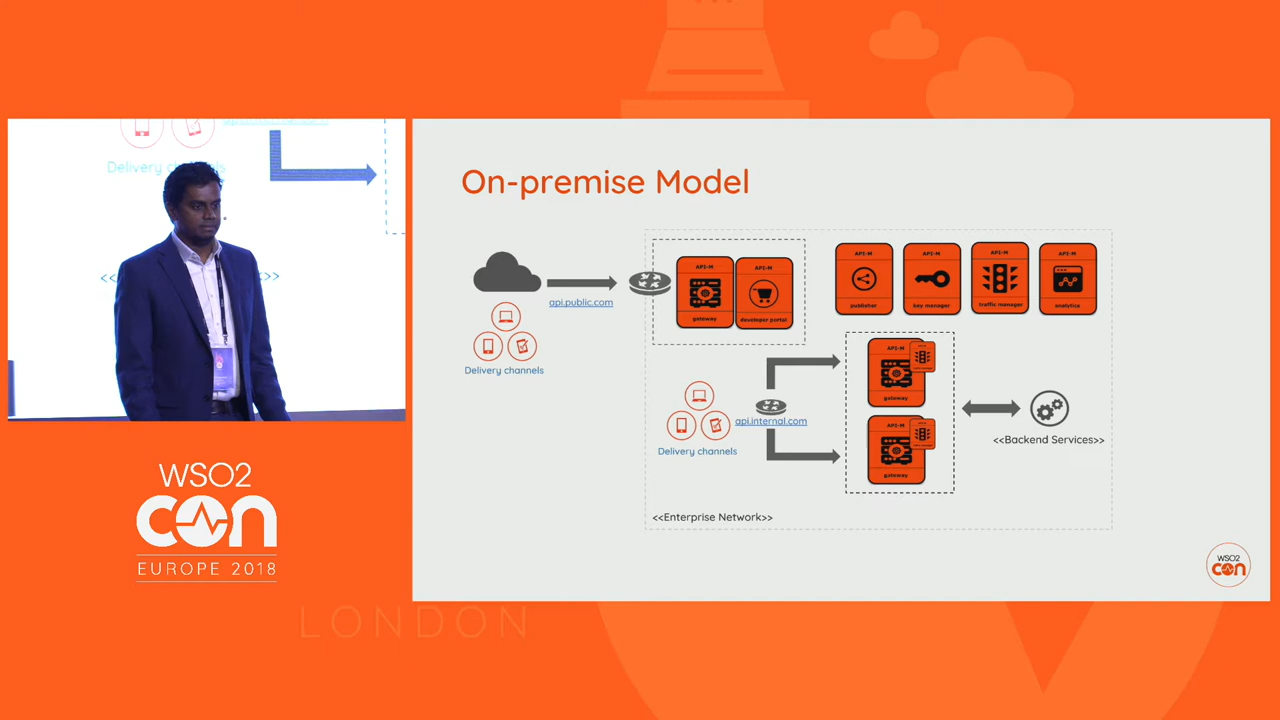 Delivery channels
<<
>>
WSO2
con
EUROPE 2018
LONDON
On-premise Model
api.public.com
Delivery channels
API-M
gateway
API-M
developer portal
API-M
publisher
API-M
key manager
API-M
traffic manager
API-M
analytics
Delivery channels
api.internal.com
API-M
gateway
API-M
gateway
<<Backend Services>>
<<Enterprise Network>>
WSO2
con